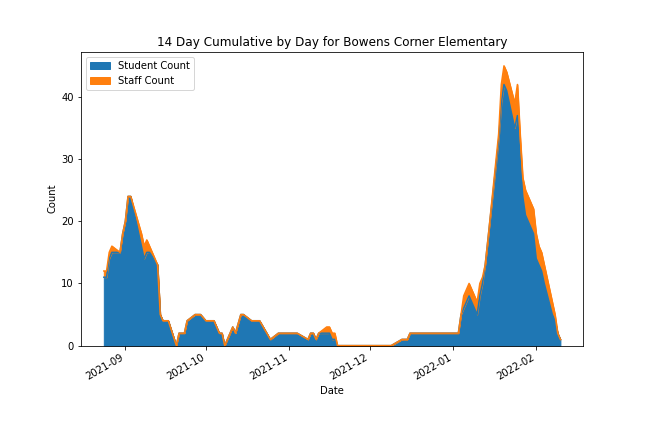 14 Day Cumulative by Day for Bowens Corner Elementary
Student Count
Staff Count
Count
40
30
20
10
0
2021-09
2021-10
2021-11
2021-12
2022-01
2022-02
Date